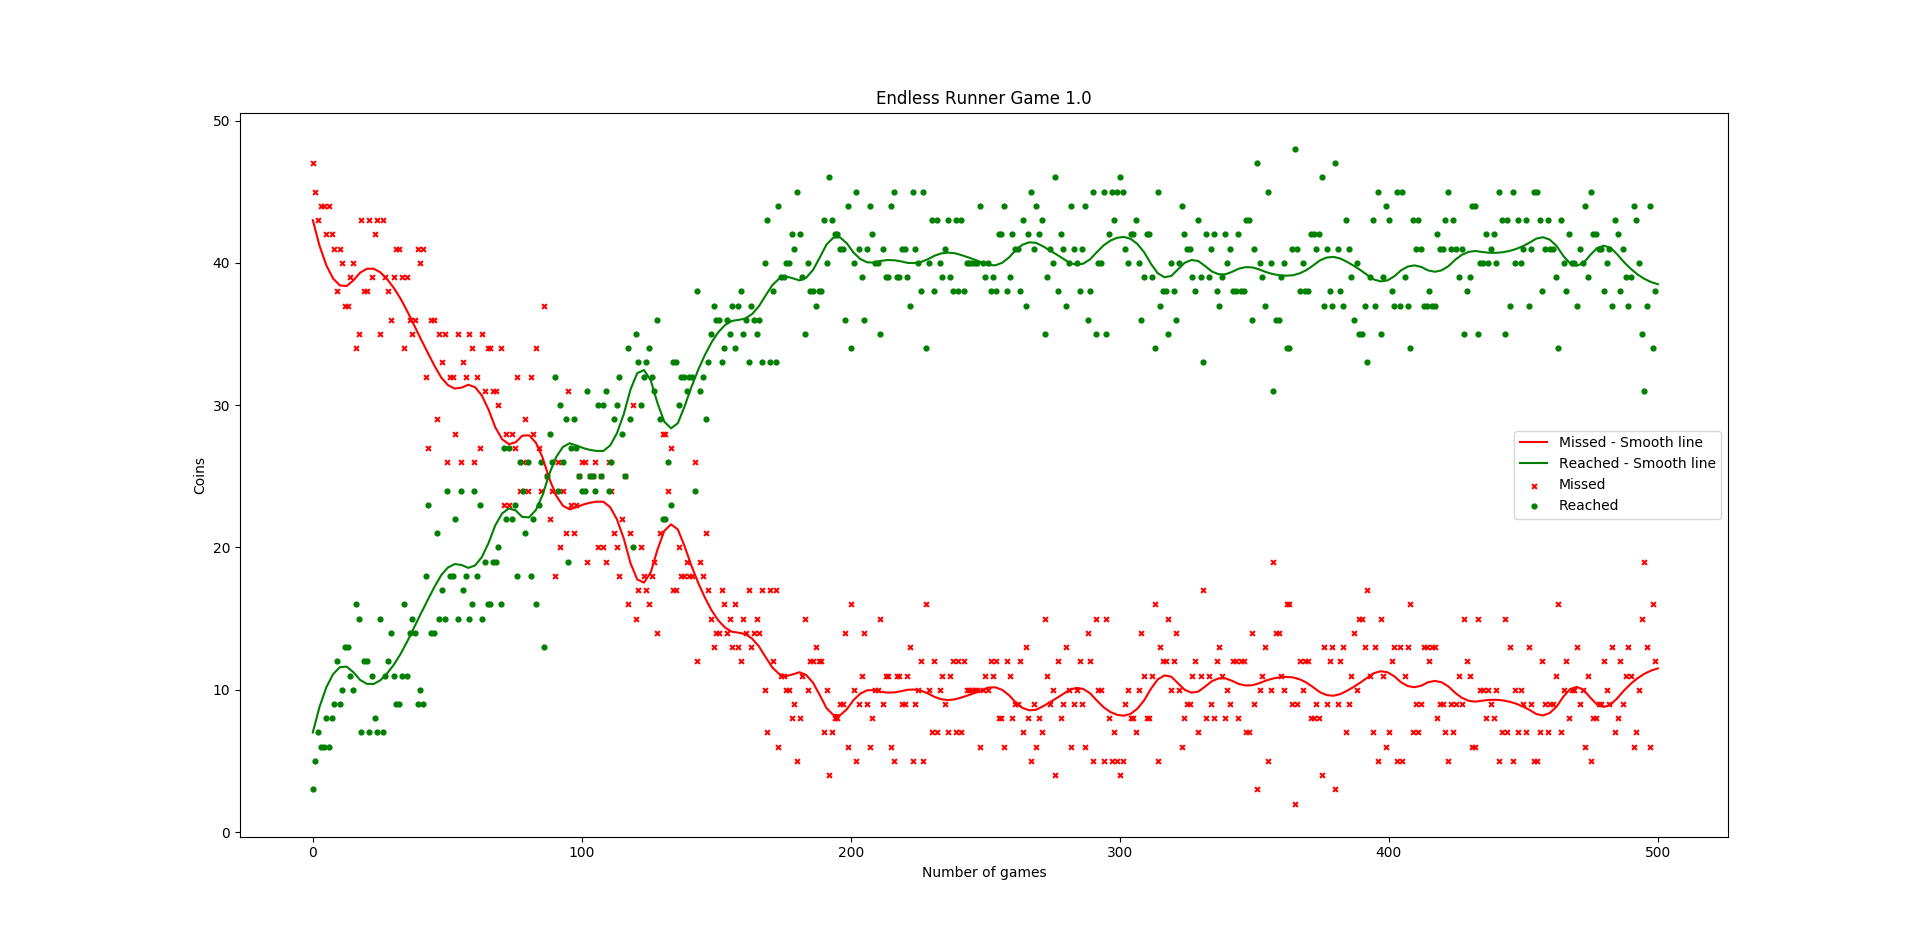 Endless Runner Game 1.0
50
40
30
20
10
0
Coins
Missed - Smooth line
Reached - Smooth line
Missed
Reached
0 100 200 300 400 500
Number of games